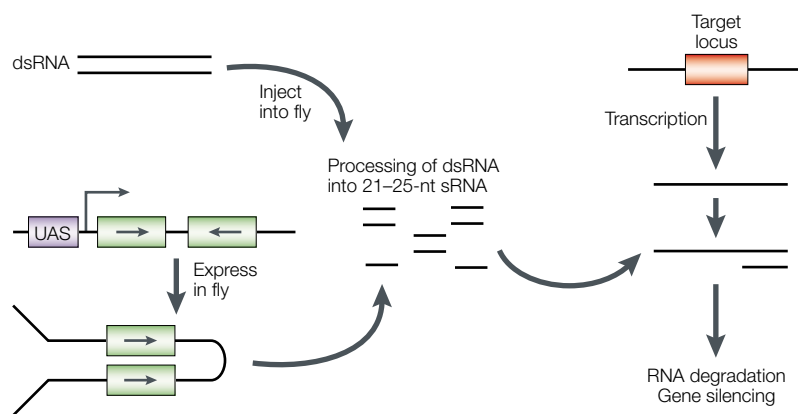 dsRNA
Inject
into fly
Processing of dsRNA
into 21–25-nt sRNA
UAS
Express
in fly
Target
locus
Transcription
RNA degradation
Gene silencing